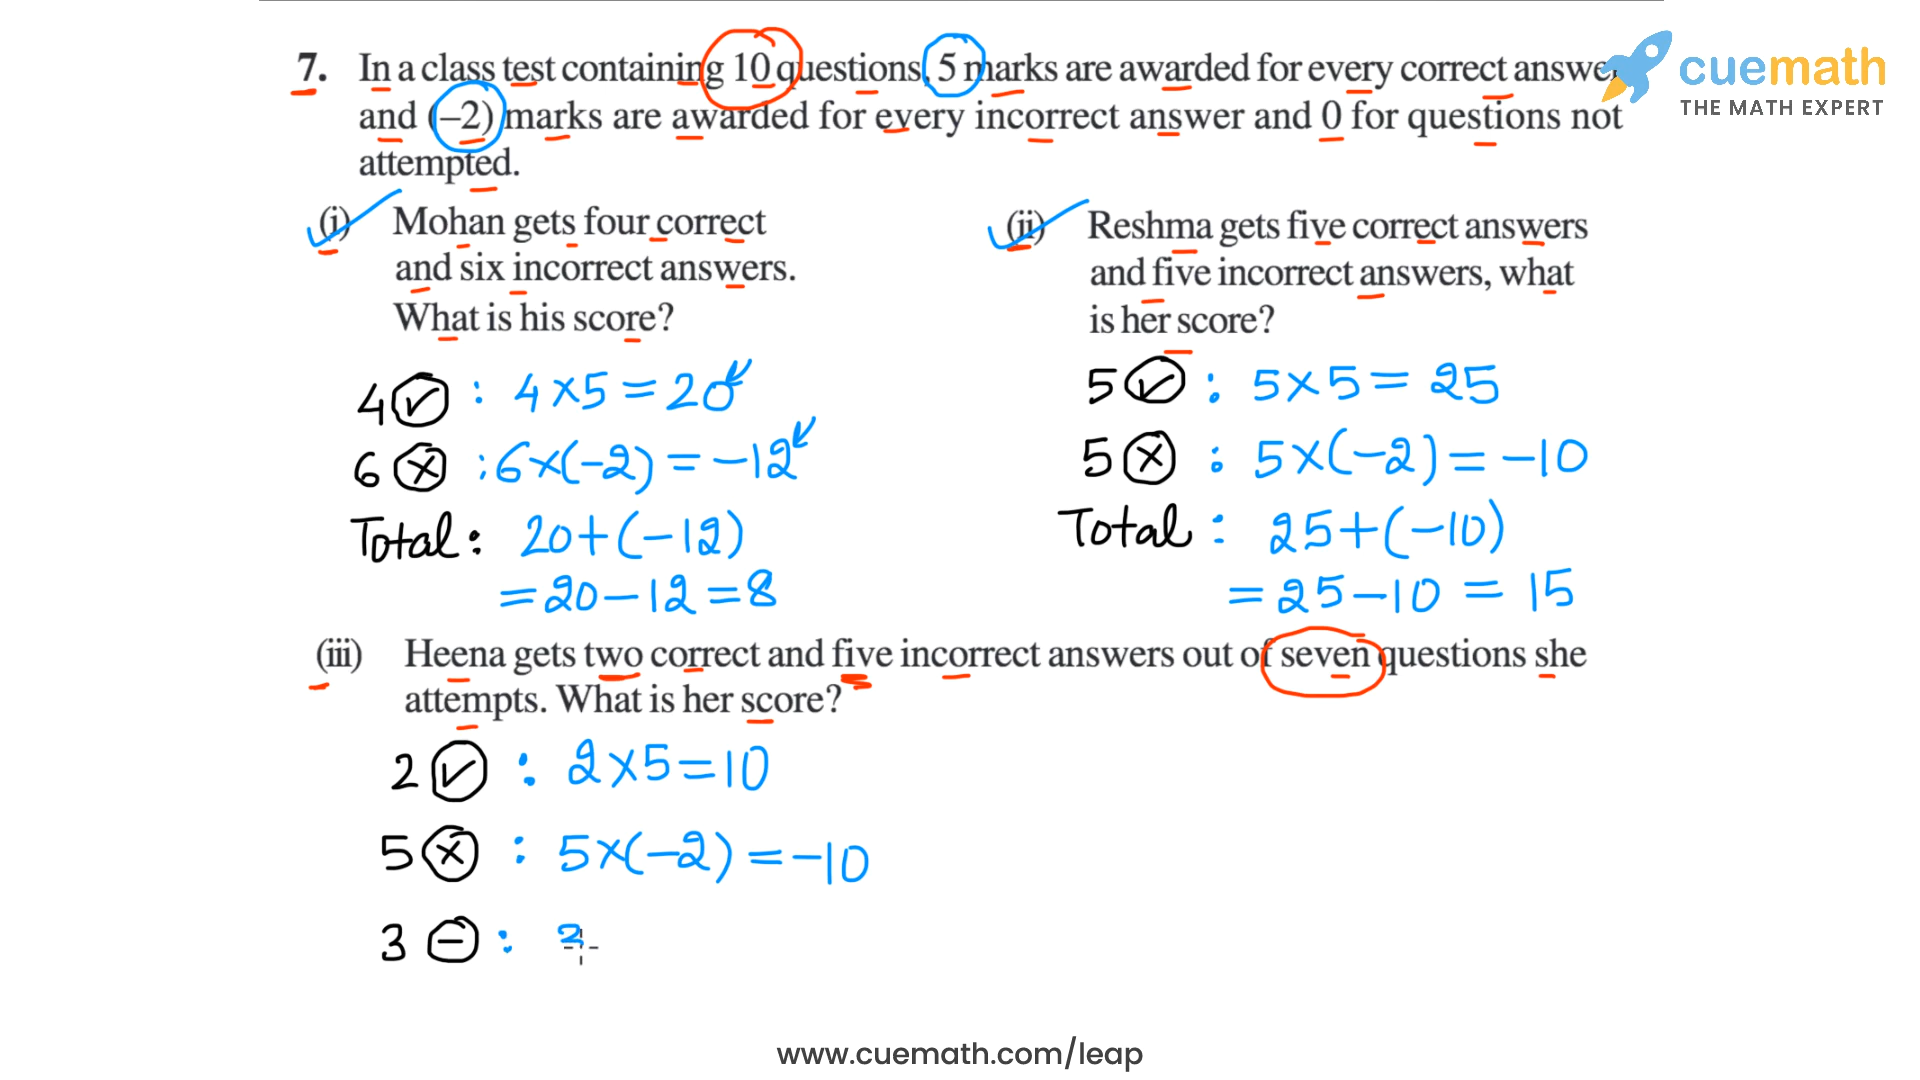 7. In a class test containing 10 questions, 5 marks are awarded for every correct answer
and (–2) marks are awarded for every incorrect answer and 0 for questions not
attempted.
cuemath
THE MATH EXPERT
(i) Mohan gets four correct
and six incorrect answers.
What is his score?
4 ✓ : 4 × 5 = 20
6 × : 6 × (−2) = −12
Total : 20 + (−12)
= 20 − 12 = 8
(ii) Reshma gets five correct answers
and five incorrect answers, what
is her score?
5 ✓ : 5 × 5 = 25
5 × : 5 × (−2) = −10
Total : 25 + (−10)
= 25 − 10 = 15
(iii) Heena gets two correct and five incorrect answers out of seven questions she
attempts. What is her score?
2 ✓ : 2 × 5 = 10
5 × : 5 × (−2) = −10
3 − :
www.cuemath.com/leap